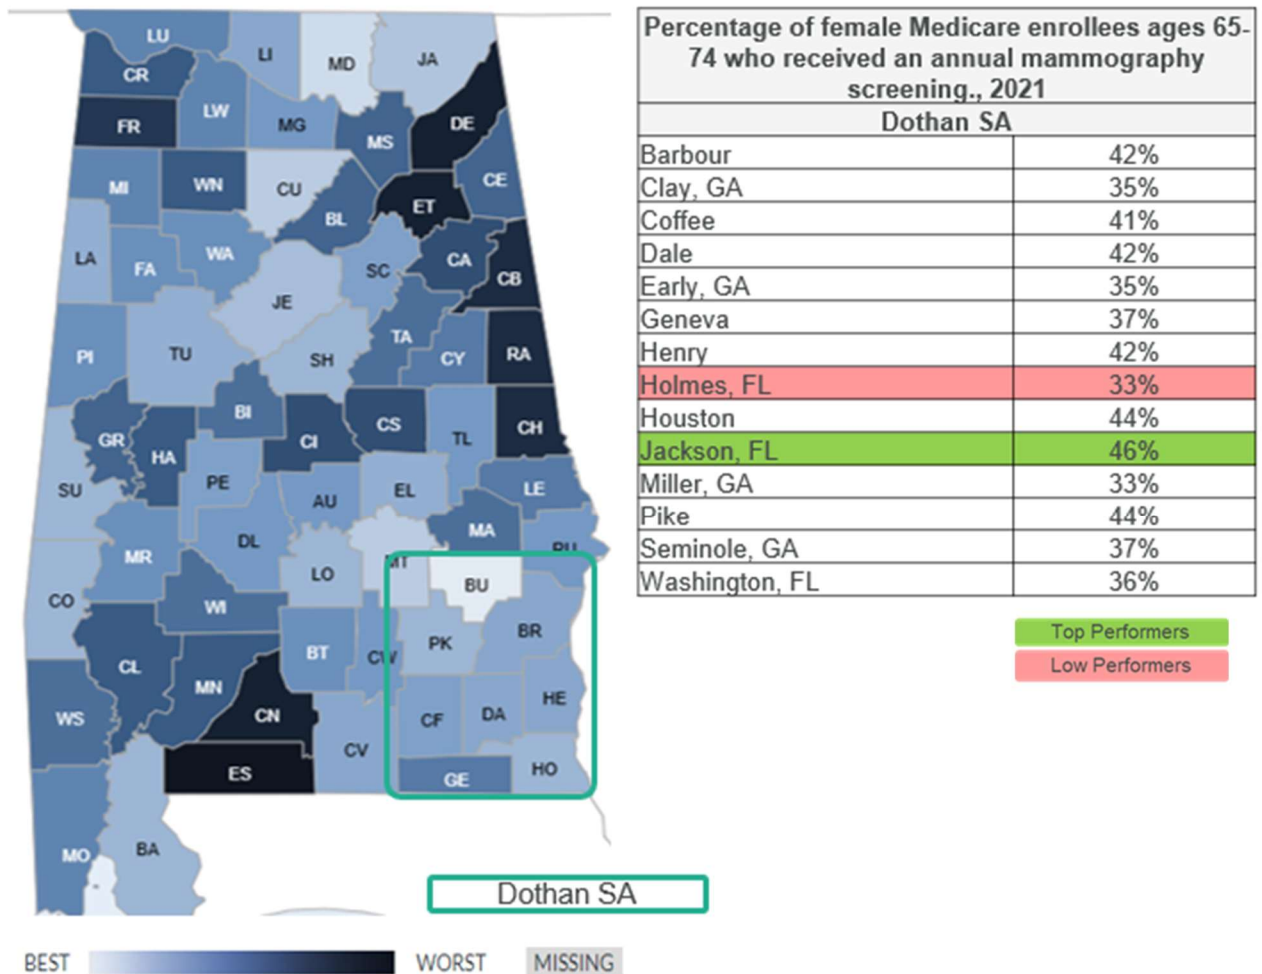 LU
LI
MD
JA
CR
FR
LW
MG
MS
DE
MI
WN
CU
BL
ET
CE
LA
FA
WA
JE
SC
CA
CB
PI
TU
SH
TA
CY
RA
GR
HA
BI
CI
CS
TL
CH
SU
PE
AU
EL
LE
MR
DL
LO
MT
MA
RU
CO
WI
BU
CL
BT
CW
PK
BR
WS
MN
CN
CV
CF
DA
HE
ES
GE
HO
MO
BA
Dothan SA
BEST
WORST
MISSING
Percentage of female Medicare enrollees ages 65-
74 who received an annual mammography
screening., 2021
Dothan SA
Barbour 42%
Clay, GA 35%
Coffee 41%
Dale 42%
Early, GA 35%
Geneva 37%
Henry 42%
Holmes, FL 33%
Houston 44%
Jackson, FL 46%
Miller, GA 33%
Pike 44%
Seminole, GA 37%
Washington, FL 36%
Top Performers
Low Performers